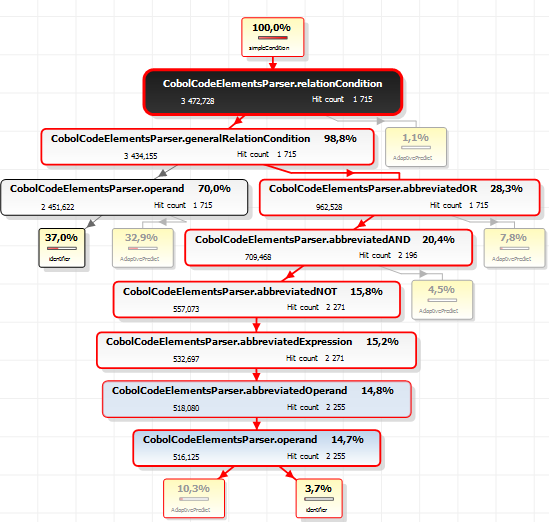 100,0%
simpleCondition
CobolCodeElementsParser.relationCondition
3 472,728 Hit count 1 715
CobolCodeElementsParser.generalRelationCondition 98,8%
3 434,155 Hit count 1 715
1,1%
AdaptivePredict
CobolCodeElementsParser.operand 70,0%
2 451,622 Hit count 1 715
CobolCodeElementsParser.abbreviatedOR 28,3%
962,528 Hit count 1 715
37,0%
identifier
32,9%
AdaptivePredict
CobolCodeElementsParser.abbreviatedAND 20,4%
709,468 Hit count 2 196
7,8%
AdaptivePredict
CobolCodeElementsParser.abbreviatedNOT 15,8%
557,073 Hit count 2 271
4,5%
AdaptivePredict
CobolCodeElementsParser.abbreviatedExpression 15,2%
532,697 Hit count 2 271
CobolCodeElementsParser.abbreviatedOperand 14,8%
518,080 Hit count 2 255
CobolCodeElementsParser.operand 14,7%
516,125 Hit count 2 255
10,3%
AdaptivePredict
3,7%
identifier